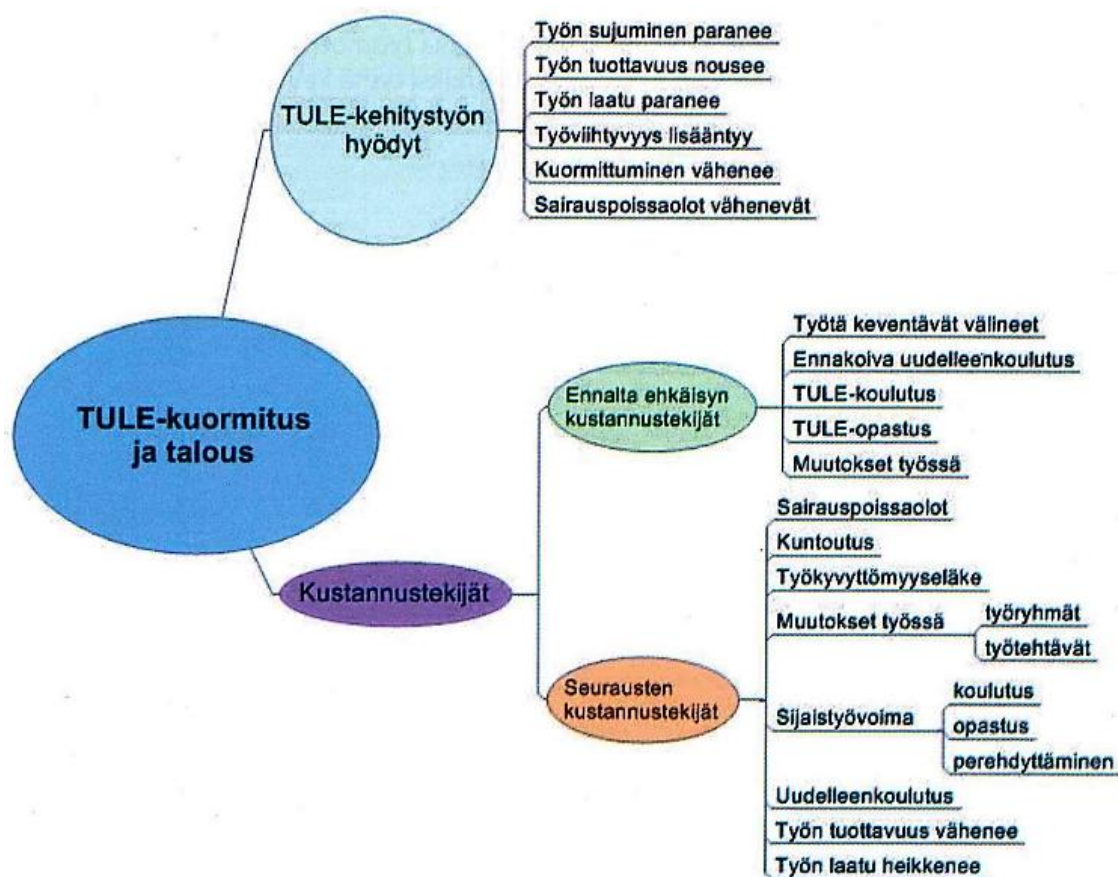 TULE-kehitystyön
hyödyt
Työn sujuminen paranee
Työn tuottavuus nousee
Työn laatu paranee
Työviihtyvyys lisääntyy
Kuormittuminen vähenee
Sairauspoissaolot vähenevät
TULE-kuormitus
ja talous
Kustannustekijät
Ennalta ehkäisyn
kustannustekijät
Työtä keventävät välineet
Ennakoiva uudelleenkoulutus
TULE-koulutus
TULE-opastus
Muutokset työssä
Seurausten
kustannustekijät
Sairauspoissaolot
Kuntoutus
Työkyvyttömyyseläke
Muutokset työssä
työryhmät
työtehtävät
Sijaistyövoima
koulutus
opastus
perehdyttäminen
Uudelleenkoulutus
Työn tuottavuus vähenee
Työn laatu heikkenee